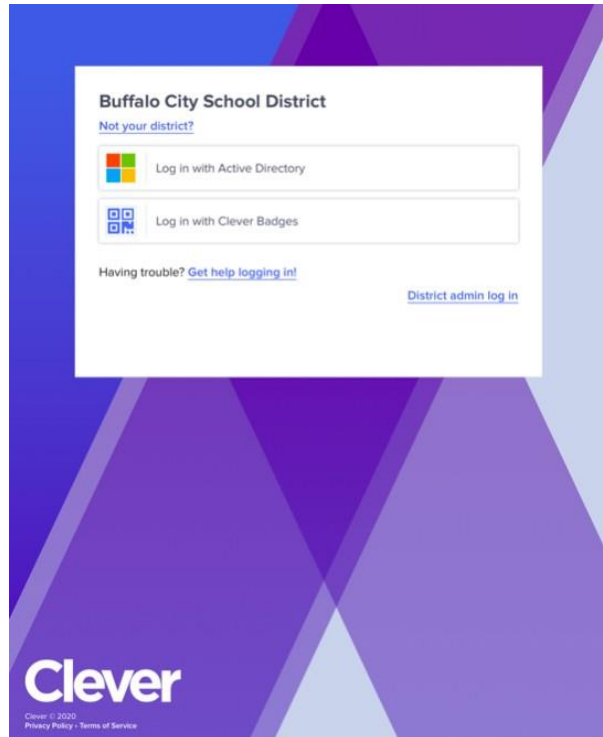 Buffalo City School District
Not your district?
Log in with Active Directory
Log in with Clever Badges
Having trouble? Get help logging in!
District admin log in
Clever
Clever © 2020
Privacy Policy • Terms of Service